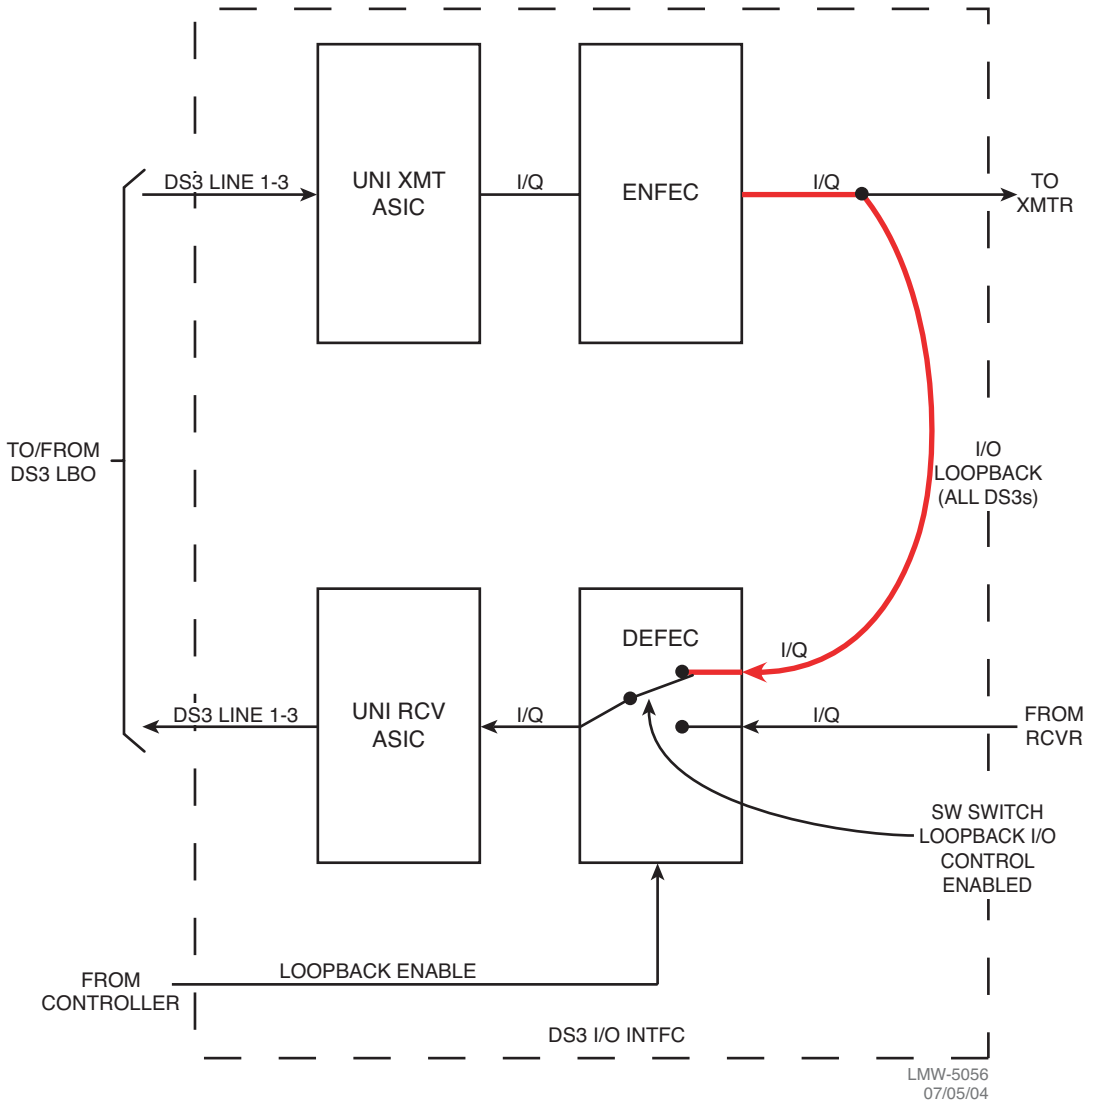 DS3 LINE 1-3
UNI XMT
ASIC
I/Q
ENFEC
I/Q
TO
XMTR
TO/FROM
DS3 LBO
I/O
LOOPBACK
(ALL DS3s)
DEFEC
I/Q
DS3 LINE 1-3
UNI RCV
ASIC
I/Q
I/Q
FROM
RCVR
SW SWITCH
LOOPBACK I/O
CONTROL
ENABLED
LOOPBACK ENABLE
FROM
CONTROLLER
DS3 I/O INTFC
LMW-5056
07/05/04